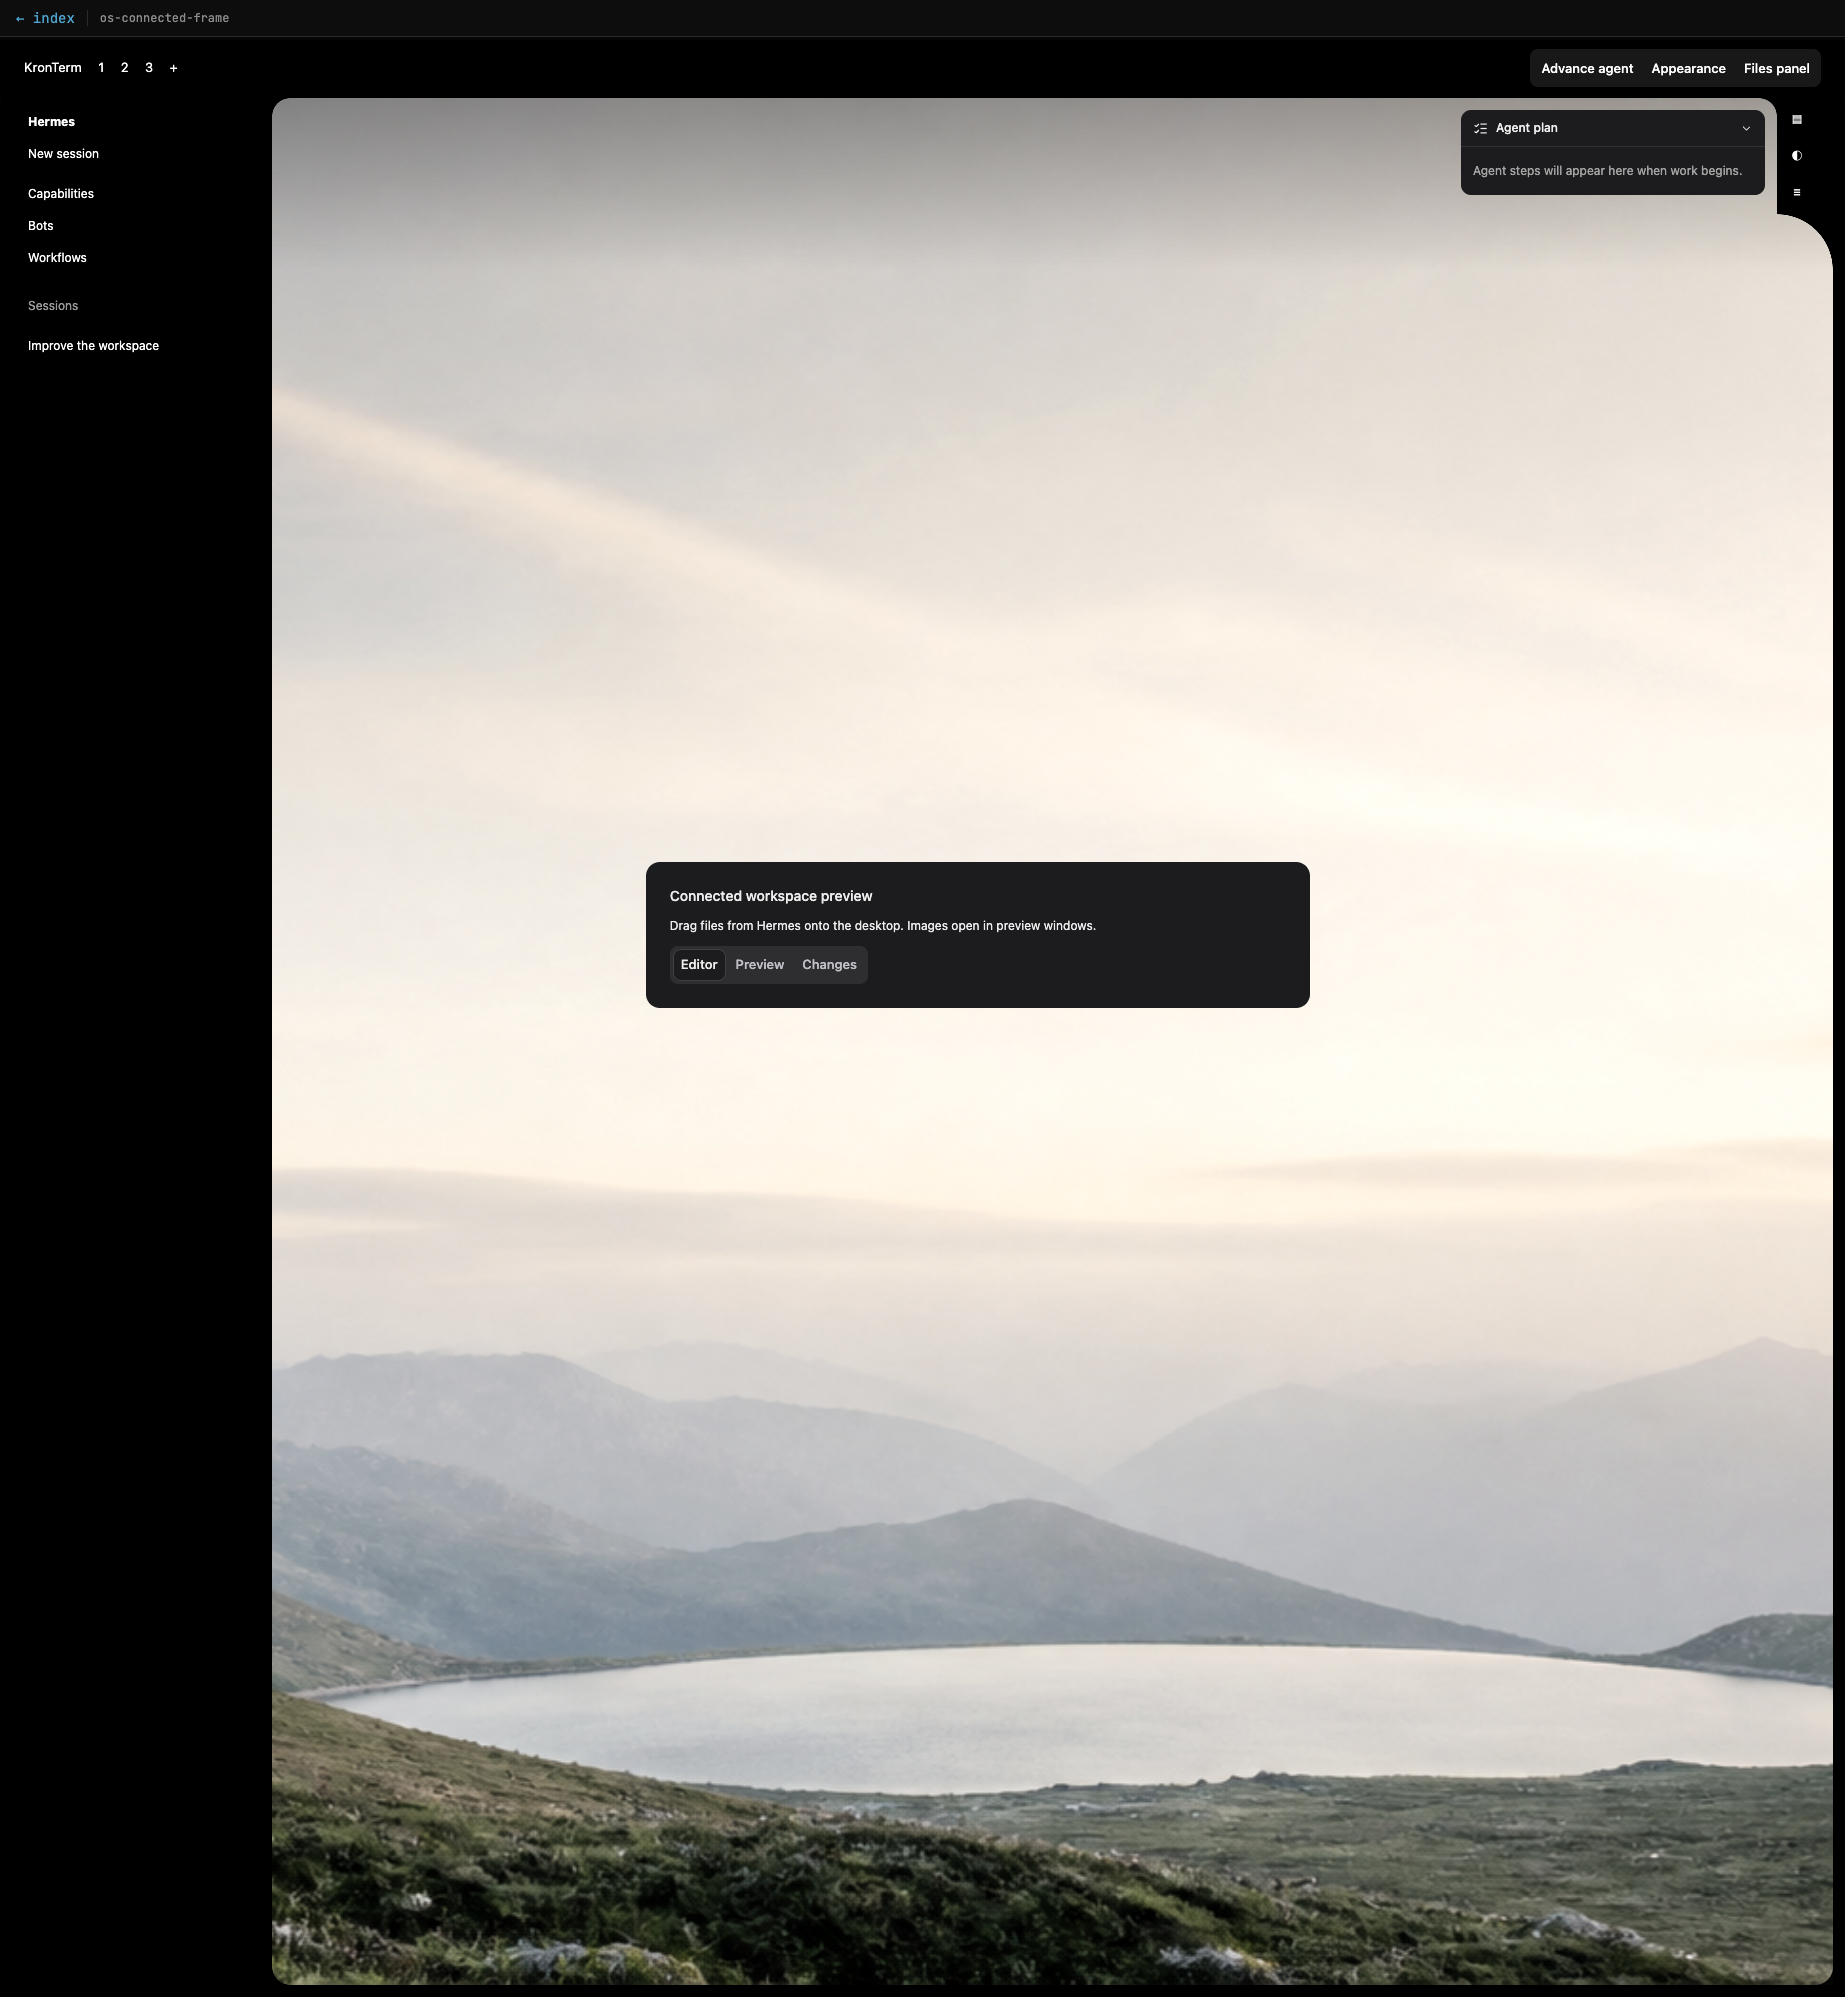 ← index
os-connected-frame
KronTerm 1 2 3 +
Advance agent Appearance Files panel
Hermes
New session
Capabilities
Bots
Workflows
Sessions
Improve the workspace
Agent plan
Agent steps will appear here when work begins.
Connected workspace preview
Drag files from Hermes onto the desktop. Images open in preview windows.
Editor Preview Changes